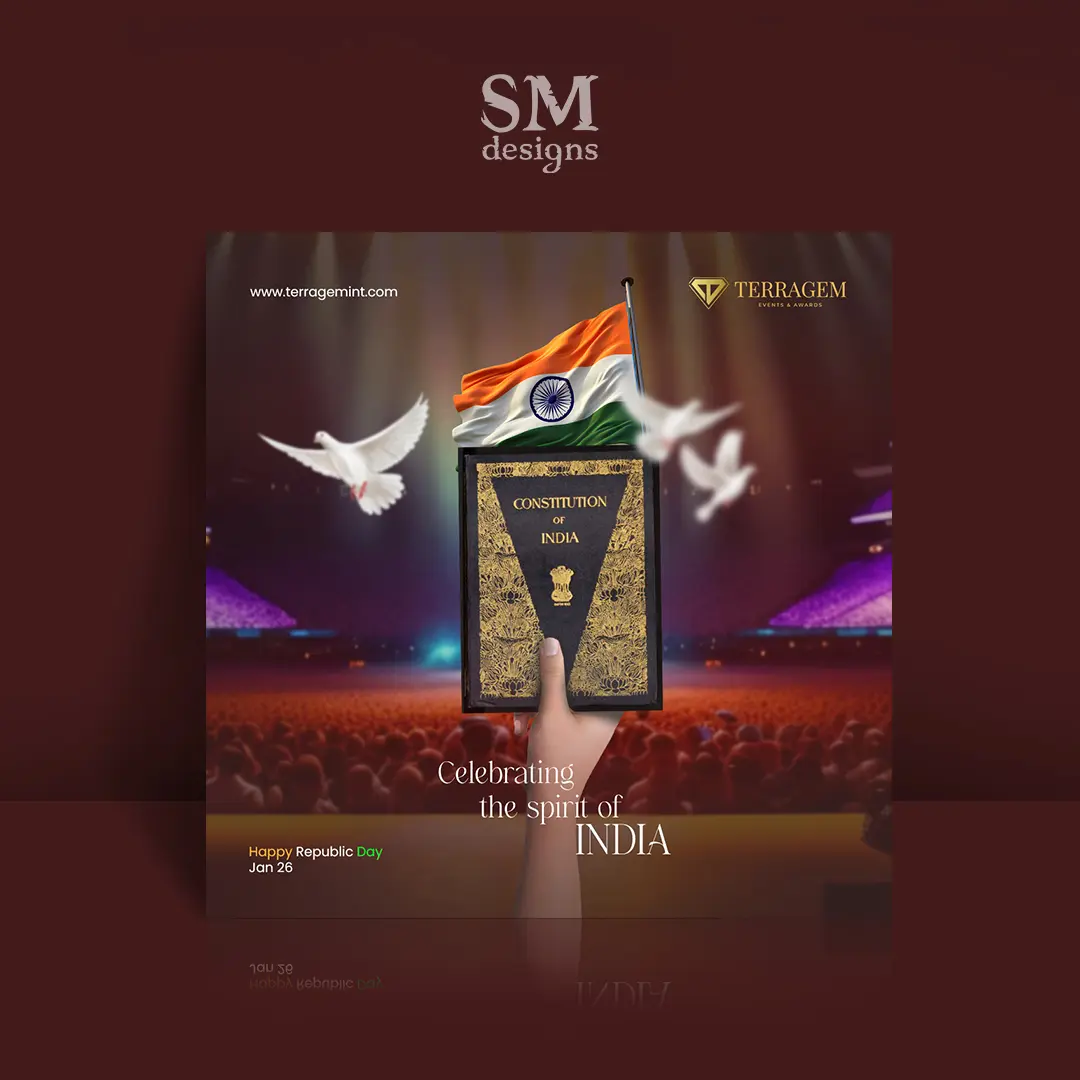 SM
designs
www.terragemint.com
TERRAGEM
EVENTS & AWARDS
CONSTITUTION
OF
INDIA
Celebrating
the spirit of
INDIA
Happy Republic Day
Jan 26